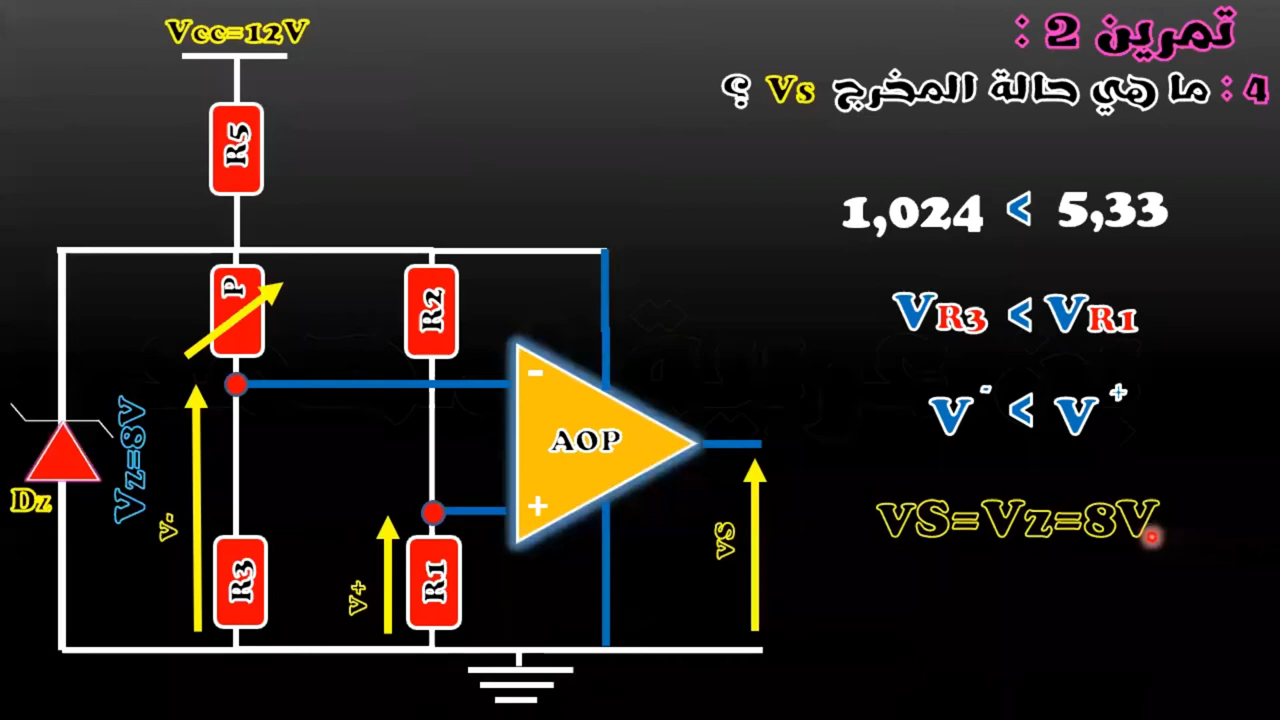 تمرين 2 :
4 : ما هي حالة المخرج Vs ؟
Vcc=12V
R5
P
R2
1,024 < 5,33
VR3 < VR1
V- < V+
vS=Vz=8V
-
AOP
+
Vz=8V
Dz
v-
v+
vS
R3
R1